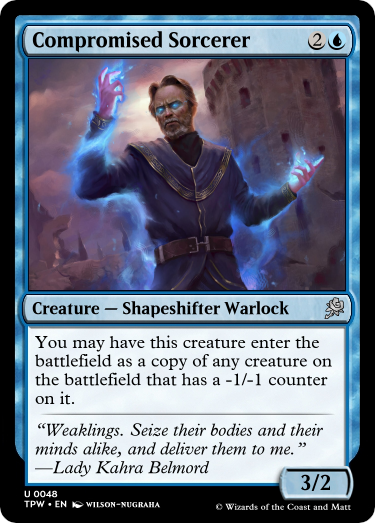 Compromised Sorcerer 2
Creature — Shapeshifter Warlock
You may have this creature enter the
battlefield as a copy of any creature on
the battlefield that has a -1/-1 counter
on it.
“Weaklings. Seize their bodies and their
minds alike, and deliver them to me.”
—Lady Kahra Belmord
3/2
U 0048
TPW • EN WILSON-NUGRAHA
© Wizards of the Coast and Matt